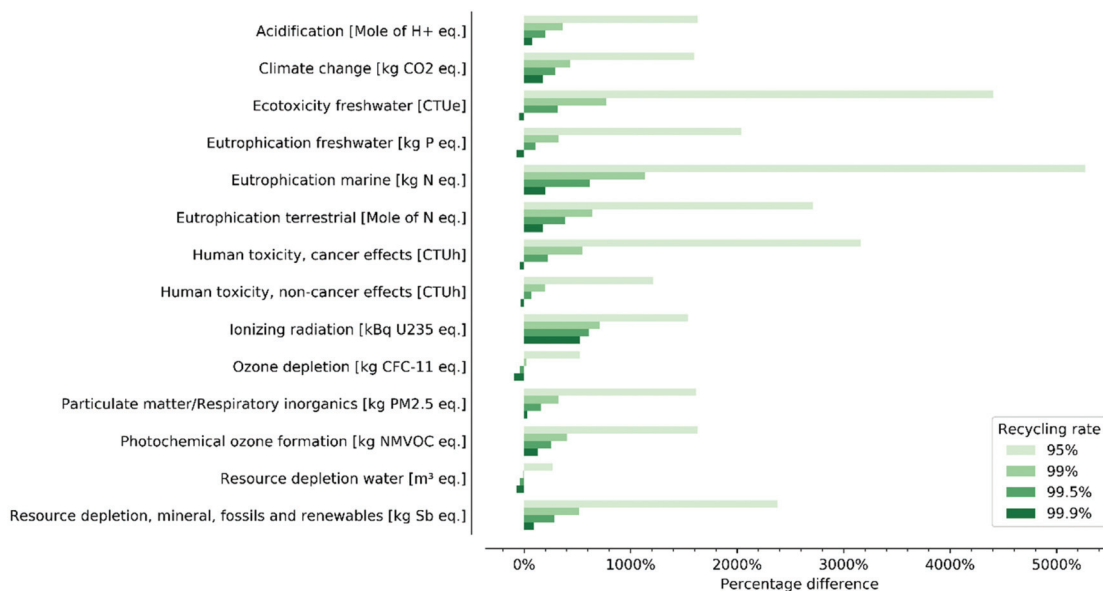 Acidification [Mole of H+ eq.]
Climate change [kg CO2 eq.]
Ecotoxicity freshwater [CTUe]
Eutrophication freshwater [kg P eq.]
Eutrophication marine [kg N eq.]
Eutrophication terrestrial [Mole of N eq.]
Human toxicity, cancer effects [CTUh]
Human toxicity, non-cancer effects [CTUh]
Ionizing radiation [kBq U235 eq.]
Ozone depletion [kg CFC-11 eq.]
Particulate matter/Respiratory inorganics [kg PM2.5 eq.]
Photochemical ozone formation [kg NMVOC eq.]
Resource depletion water [m³ eq.]
Resource depletion, mineral, fossils and renewables [kg Sb eq.]
Recycling rate
95%
99%
99.5%
99.9%
0% 1000% 2000% 3000% 4000% 5000%
Percentage difference